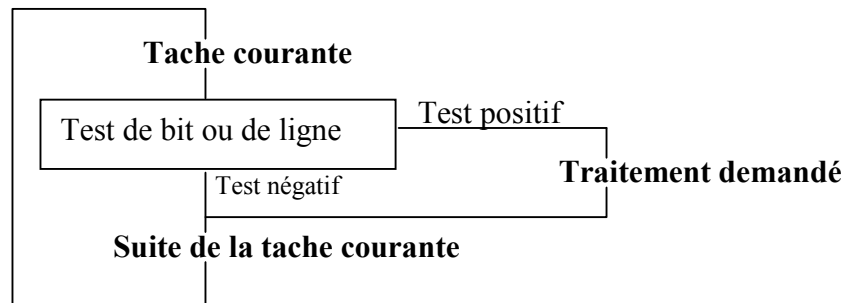 Tache courante
Test de bit ou de ligne
Test positif
Test négatif
Traitement demandé
Suite de la tache courante